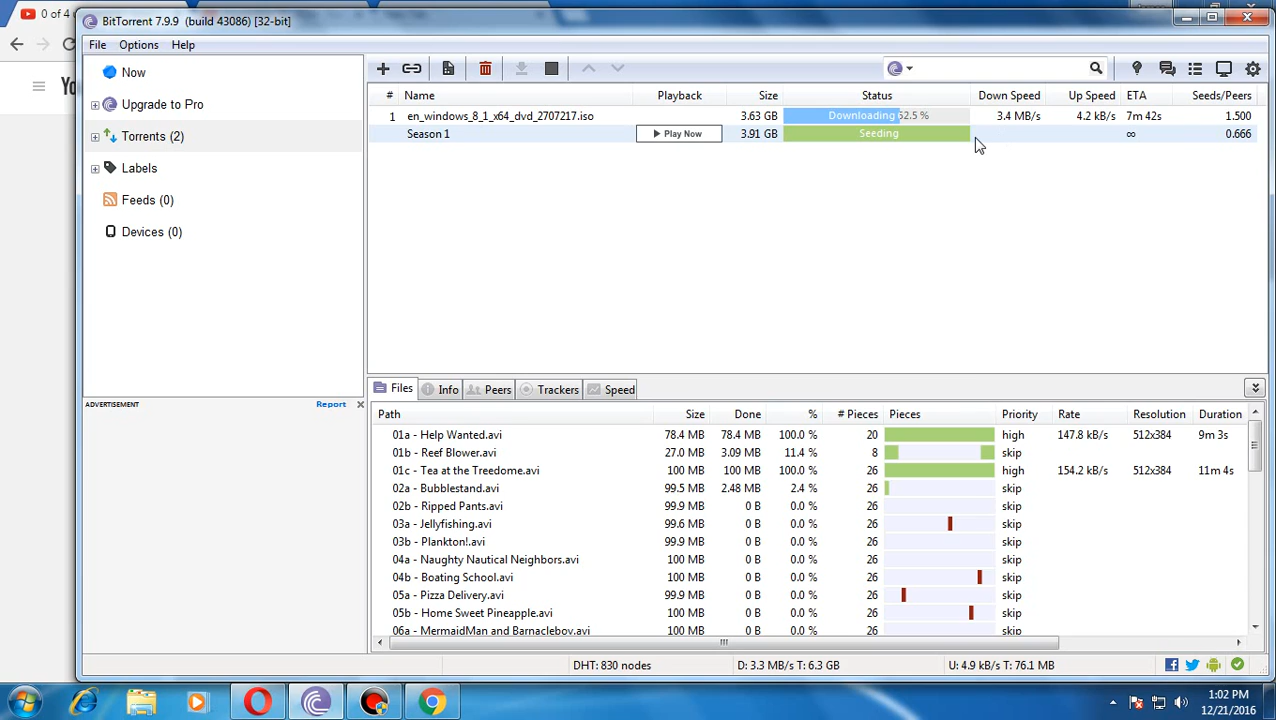 0 of 4
BitTorrent 7.9.9 (build 43086) [32-bit]
File Options Help
Now
Upgrade to Pro
Torrents (2)
Labels
Feeds (0)
Devices (0)
ADVERTISEMENT Report
# Name Playback Size Status Down Speed Up Speed ETA Seeds/Peers
1 en_windows_8_1_x64_dvd_2707217.iso 3.63 GB Downloading 62.5 % 3.4 MB/s 4.2 kB/s 7m 42s 1.500
Season 1 Play Now 3.91 GB Seeding ∞ 0.666
Files Info Peers Trackers Speed
Path Size Done % # Pieces Pieces Priority Rate Resolution Duration
01a - Help Wanted.avi 78.4 MB 78.4 MB 100.0 % 20 high 147.8 kB/s 512x384 9m 3s
01b - Reef Blower.avi 27.0 MB 3.09 MB 11.4 % 8 skip
01c - Tea at the Treedome.avi 100 MB 100 MB 100.0 % 26 high 154.2 kB/s 512x384 11m 4s
02a - Bubblestand.avi 99.5 MB 2.48 MB 2.4 % 26 skip
02b - Ripped Pants.avi 99.9 MB 0 B 0.0 % 26 skip
03a - Jellyfishing.avi 99.6 MB 0 B 0.0 % 26 skip
03b - Plankton!.avi 99.9 MB 0 B 0.0 % 26 skip
04a - Naughty Nautical Neighbors.avi 100 MB 0 B 0.0 % 26 skip
04b - Boating School.avi 100 MB 0 B 0.0 % 26 skip
05a - Pizza Delivery.avi 99.9 MB 0 B 0.0 % 26 skip
05b - Home Sweet Pineapple.avi 100 MB 0 B 0.0 % 26 skip
06a - MermaidMan and Barnacleboy.avi 100 MB 0 B 0.0 % 26 skip
DHT: 830 nodes D: 3.3 MB/s T: 6.3 GB U: 4.9 kB/s T: 76.1 MB
1:02 PM
12/21/2016